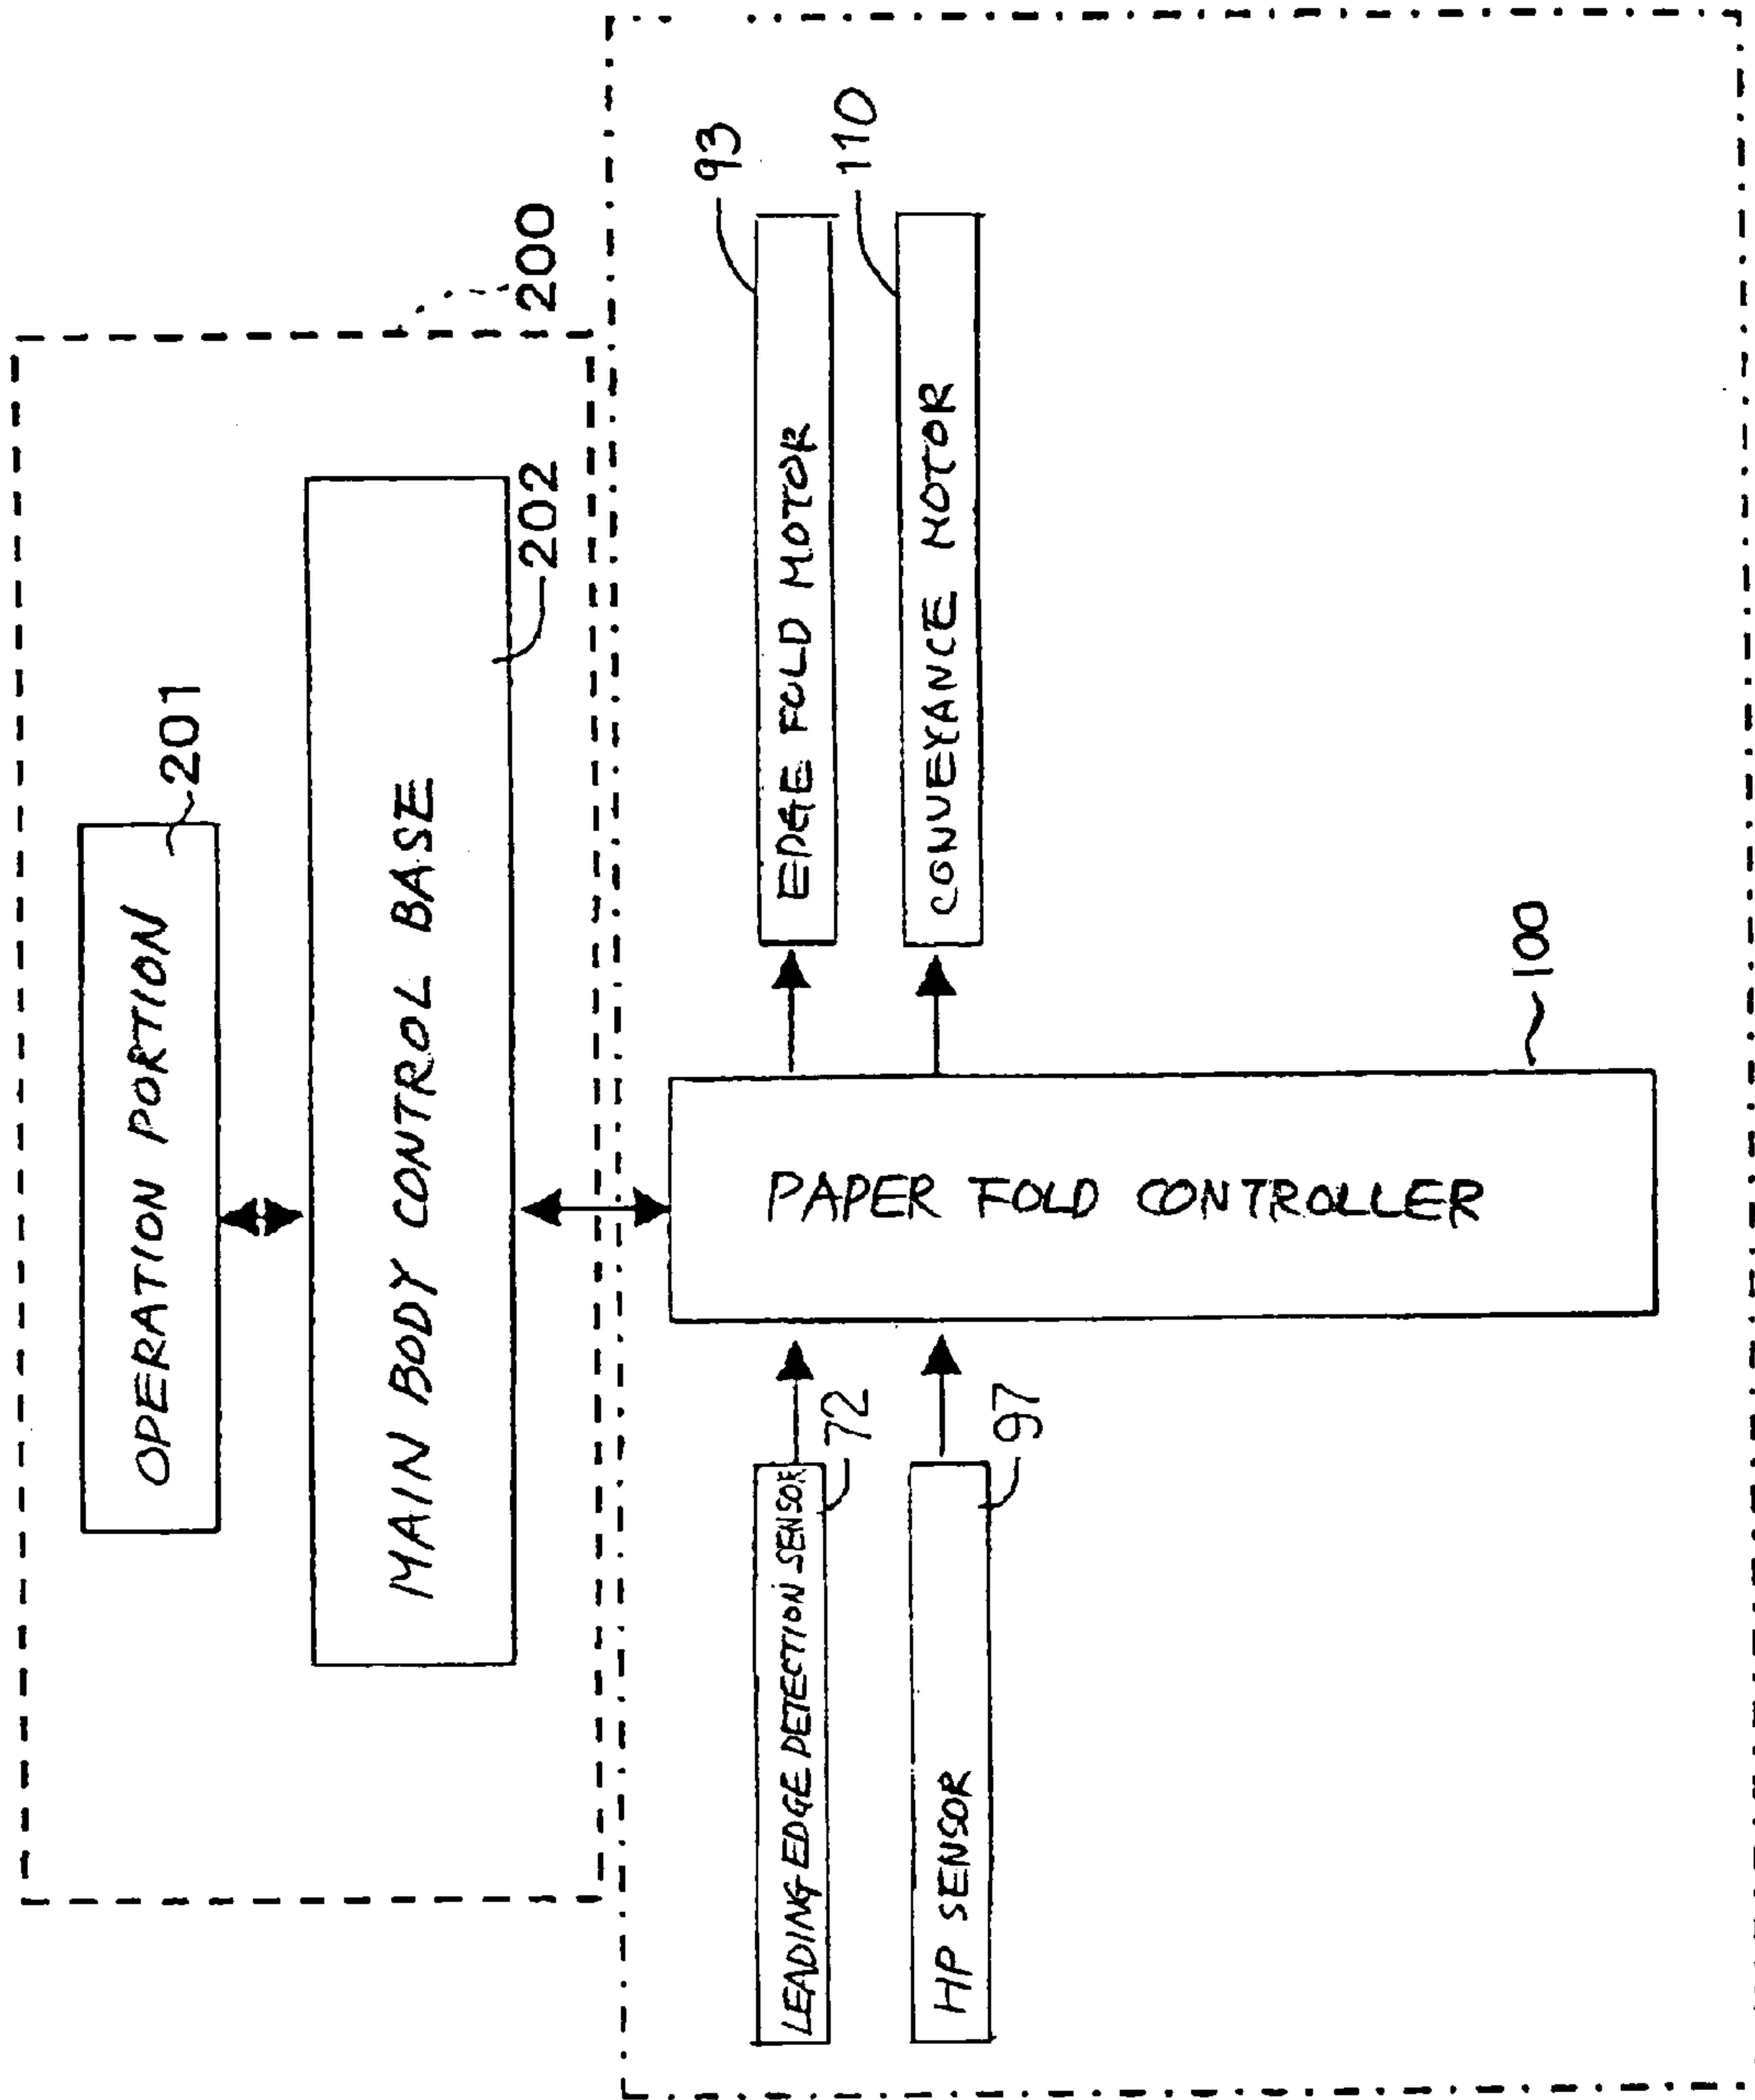 200
OPERATION PORTION
201
MAIN BODY CONTROL BASE
202
LEADING EDGE DETECTION SENSOR
72
HP SENSOR
97
PAPER FOLD CONTROLLER
100
EDGE FOLD MOTOR
93
CONVEYANCE MOTOR
110